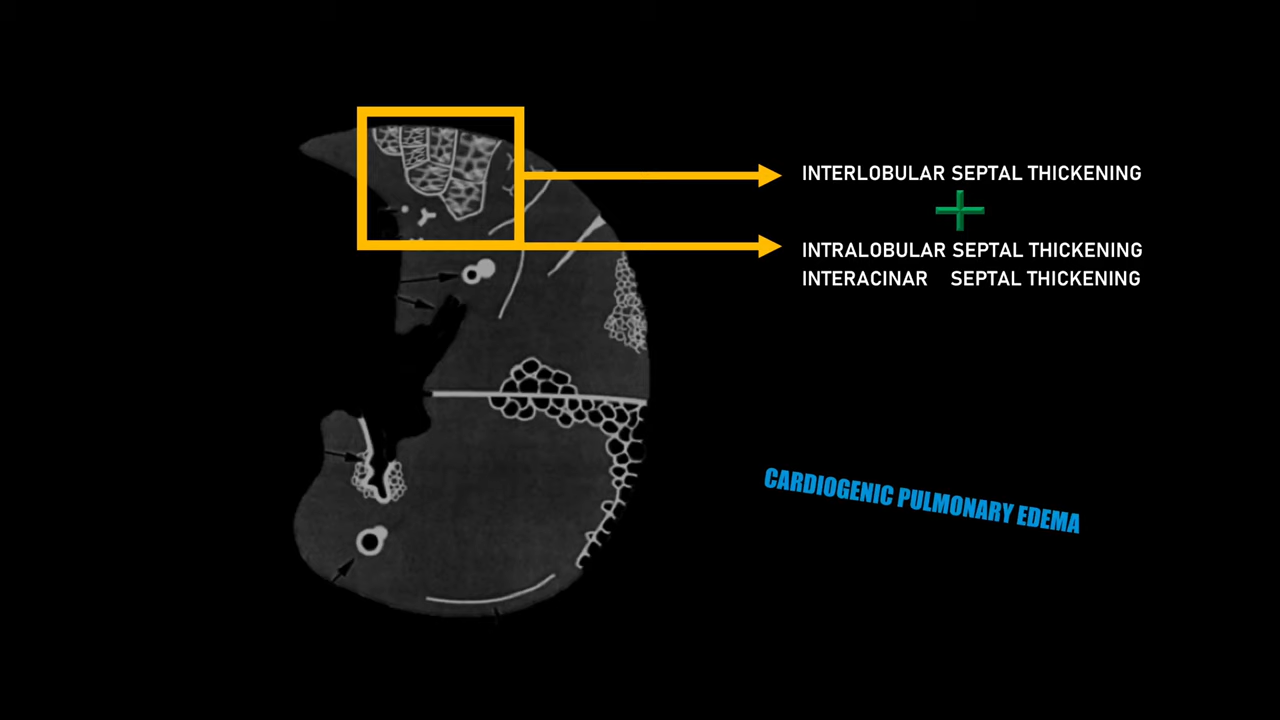 INTERLOBULAR SEPTAL THICKENING
INTRALOBULAR SEPTAL THICKENING
INTERACINAR SEPTAL THICKENING
CARDIOGENIC PULMONARY EDEMA